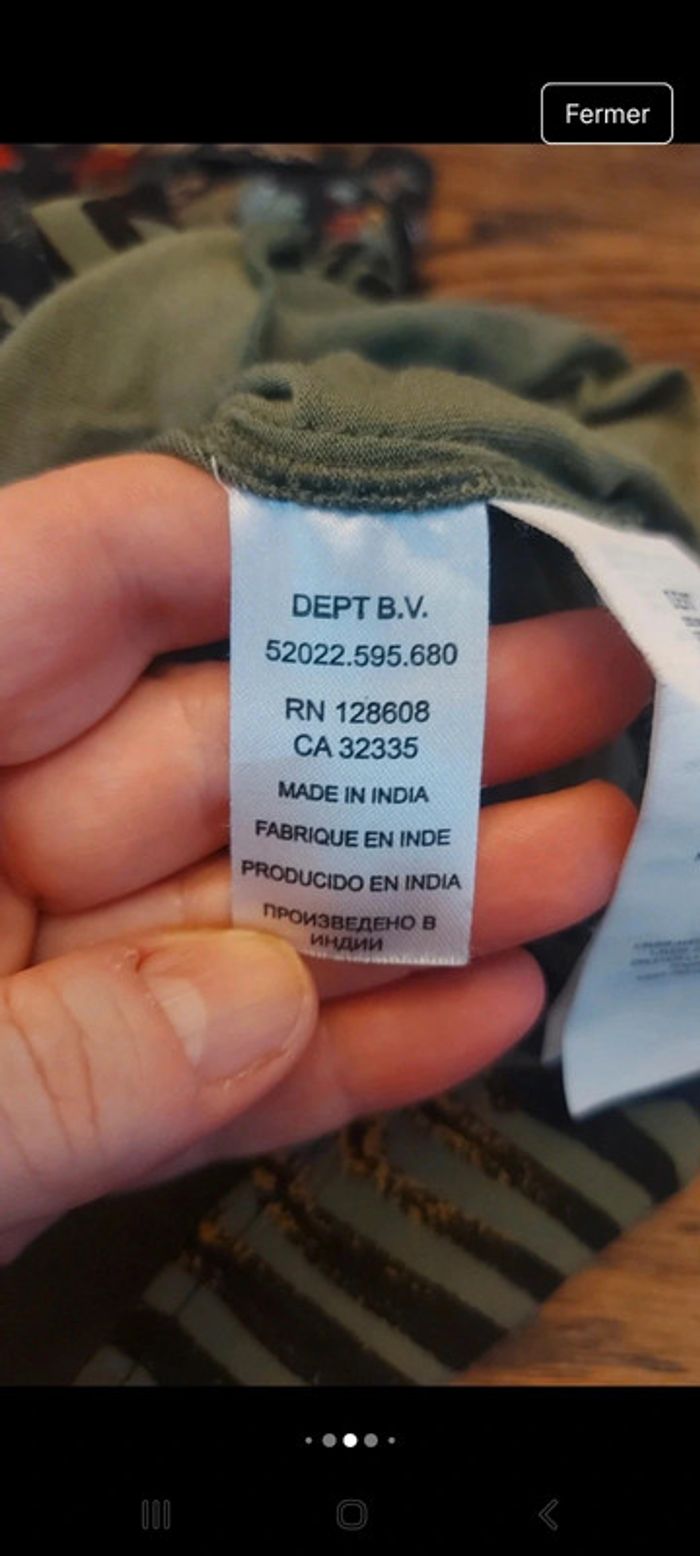 Fermer
DEPT B.V.
52022.595.680
RN 128608
CA 32335
MADE IN INDIA
FABRIQUE EN INDE
PRODUCIDO EN INDIA
ПРОИЗВЕДЕНО В
ИНДИИ